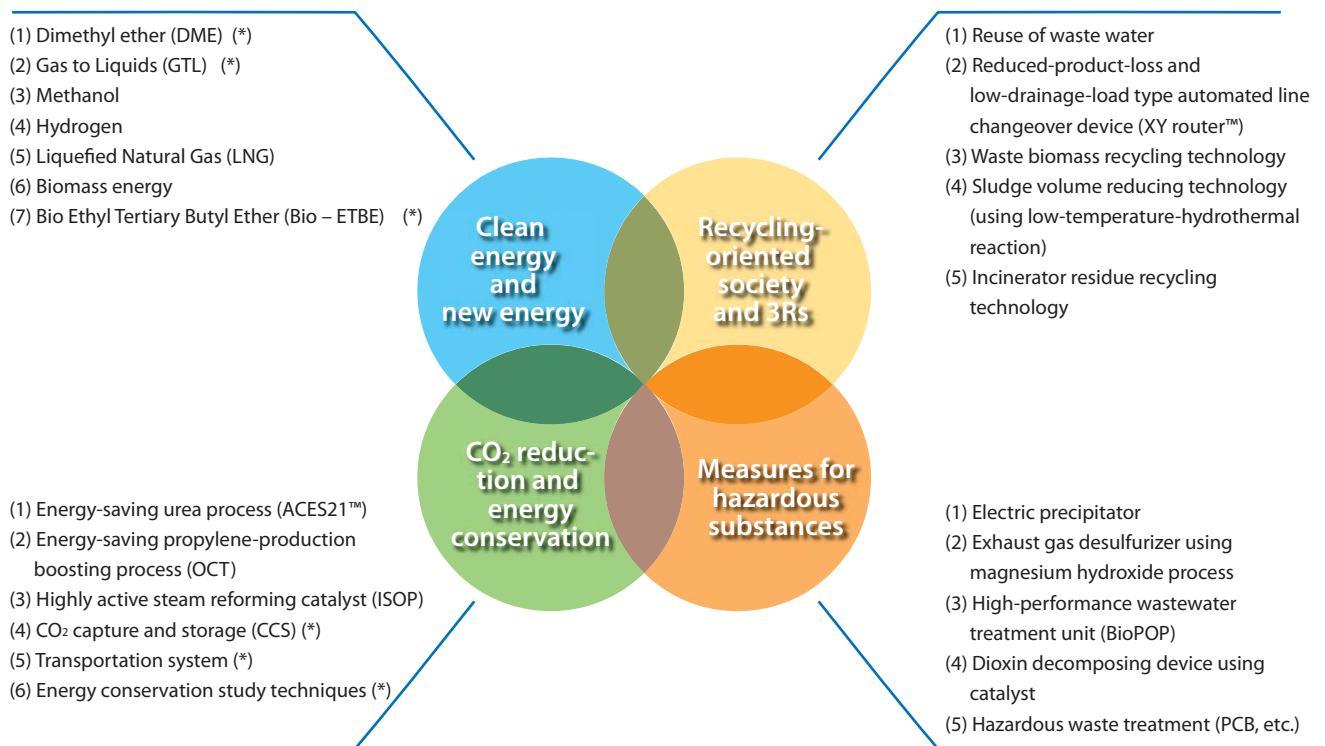 (1) Dimethyl ether (DME) (*)
(2) Gas to Liquids (GTL) (*)
(3) Methanol
(4) Hydrogen
(5) Liquefied Natural Gas (LNG)
(6) Biomass energy
(7) Bio Ethyl Tertiary Butyl Ether (Bio – ETBE) (*)
(1) Reuse of waste water
(2) Reduced-product-loss and
low-drainage-load type automated line
changeover device (XY router™)
(3) Waste biomass recycling technology
(4) Sludge volume reducing technology
(using low-temperature-hydrothermal
reaction)
(5) Incinerator residue recycling
technology
Clean
energy
and
new energy
Recycling-
oriented
society
and 3Rs
CO₂ reduc-
tion and
energy
conservation
Measures for
hazardous
substances
(1) Energy-saving urea process (ACES21™)
(2) Energy-saving propylene-production
boosting process (OCT)
(3) Highly active steam reforming catalyst (ISOP)
(4) CO₂ capture and storage (CCS) (*)
(5) Transportation system (*)
(6) Energy conservation study techniques (*)
(1) Electric precipitator
(2) Exhaust gas desulfurizer using
magnesium hydroxide process
(3) High-performance wastewater
treatment unit (BioPOP)
(4) Dioxin decomposing device using
catalyst
(5) Hazardous waste treatment (PCB, etc.)